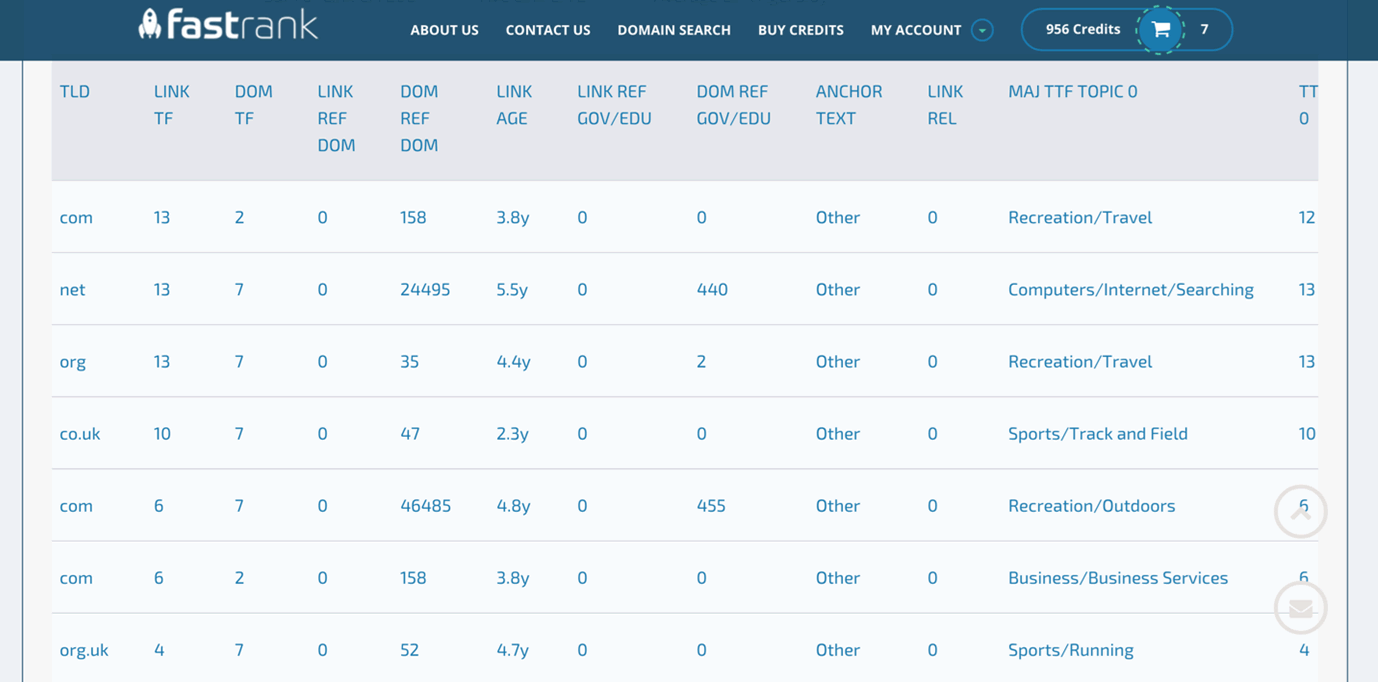 fastrank ABOUT US CONTACT US DOMAIN SEARCH BUY CREDITS MY ACCOUNT 956 Credits 7
TLD LINK TF DOM TF LINK REF DOM DOM REF DOM LINK AGE LINK REF GOV/EDU DOM REF GOV/EDU ANCHOR TEXT LINK REL MAJ TTF TOPIC 0 TT 0
com 13 2 0 158 3.8y 0 0 Other 0 Recreation/Travel 12
net 13 7 0 24495 5.5y 0 440 Other 0 Computers/Internet/Searching 13
org 13 7 0 35 4.4y 0 2 Other 0 Recreation/Travel 13
co.uk 10 7 0 47 2.3y 0 0 Other 0 Sports/Track and Field 10
com 6 7 0 46485 4.8y 0 455 Other 0 Recreation/Outdoors 6
com 6 2 0 158 3.8y 0 0 Other 0 Business/Business Services 6
org.uk 4 7 0 52 4.7y 0 0 Other 0 Sports/Running 4